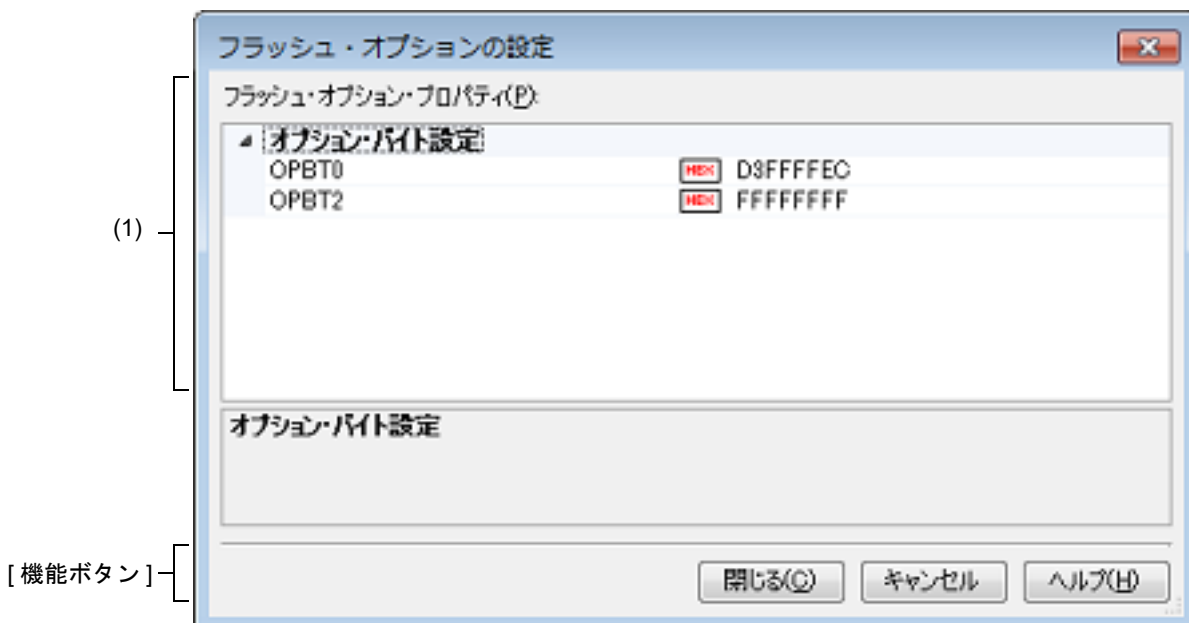 フラッシュ・オプションの設定
フラッシュ・オプション・プロパティ(P):
オプション・バイト設定
OPBT0 HEX D3FFFFEC
OPBT2 HEX FFFFFFFF
(1)
オプション・バイト設定
[ 機能ボタン ]
閉じる(C) キャンセル ヘルプ(H)